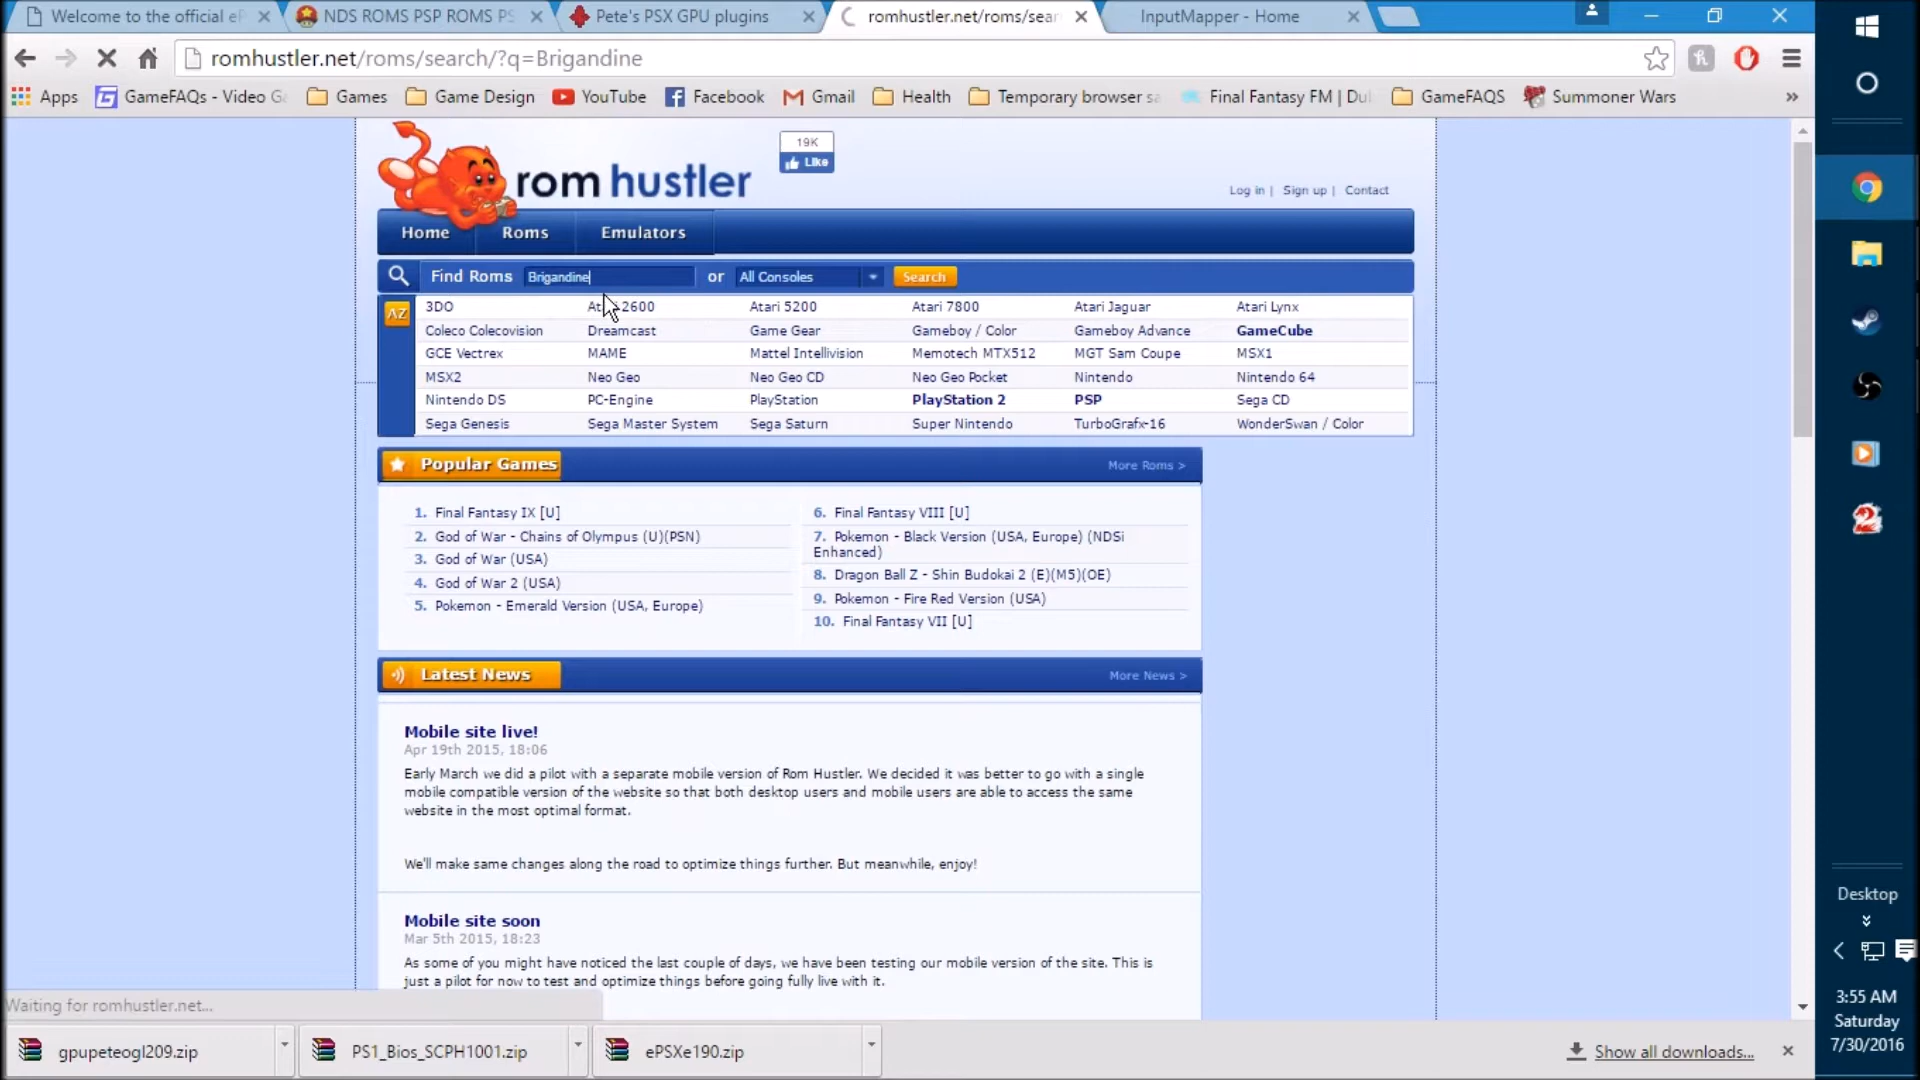 Welcome to the official eP
NDS ROMS PSP ROMS PS
Pete's PSX GPU plugins
romhustler.net/roms/sear
InputMapper - Home
romhustler.net/roms/search/?q=Brigandine
Apps
GameFAQs - Video Ga
Games
Game Design
YouTube
Facebook
Gmail
Health
Temporary browser sa
Final Fantasy FM | Du
GameFAQS
Summoner Wars
»
19K
Like
rom hustler
Log in | Sign up | Contact
Home Roms Emulators
Find Roms Brigandine or All Consoles Search
AZ
3DO Atari 2600 Atari 5200 Atari 7800 Atari Jaguar Atari Lynx
Coleco Colecovision Dreamcast Game Gear Gameboy / Color Gameboy Advance GameCube
GCE Vectrex MAME Mattel Intellivision Memotech MTX512 MGT Sam Coupe MSX1
MSX2 Neo Geo Neo Geo CD Neo Geo Pocket Nintendo Nintendo 64
Nintendo DS PC-Engine PlayStation PlayStation 2 PSP Sega CD
Sega Genesis Sega Master System Sega Saturn Super Nintendo TurboGrafx-16 WonderSwan / Color
Popular Games More Roms >
1. Final Fantasy IX [U]
2. God of War - Chains of Olympus (U)(PSN)
3. God of War (USA)
4. God of War 2 (USA)
5. Pokemon - Emerald Version (USA, Europe)
6. Final Fantasy VIII [U]
7. Pokemon - Black Version (USA, Europe) (NDSi
Enhanced)
8. Dragon Ball Z - Shin Budokai 2 (E)(M5)(OE)
9. Pokemon - Fire Red Version (USA)
10. Final Fantasy VII [U]
Latest News More News >
Mobile site live!
Apr 19th 2015, 18:06
Early March we did a pilot with a separate mobile version of Rom Hustler. We decided it was better to go with a single
mobile compatible version of the website so that both desktop users and mobile users are able to access the same
website in the most optimal format.
We'll make same changes along the road to optimize things further. But meanwhile, enjoy!
Mobile site soon
Mar 5th 2015, 18:23
As some of you might have noticed the last couple of days, we have been testing our mobile version of the site. This is
just a pilot for now to test and optimize things before going fully live with it.
Waiting for romhustler.net...
gpupeteogl209.zip
PS1_Bios_SCPH1001.zip
ePSXe190.zip
Show all downloads...
Desktop
3:55 AM
Saturday
7/30/2016